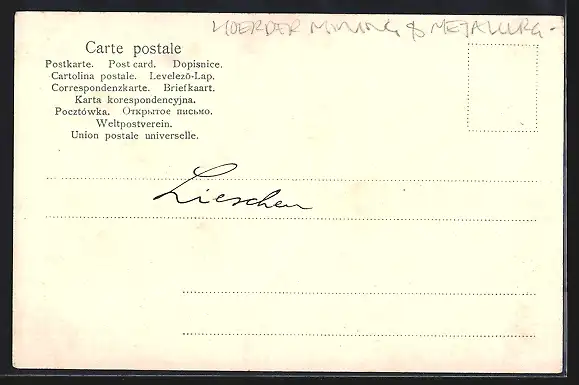 HOERDER MINING & METALLURG-
Carte postale
Postkarte. Post card. Dopisnice.
Cartolina postale. Levelező-Lap.
Correspondenzkarte. Briefkaart.
Karta korespondencyjna.
Pocztówka. Открытое письмо.
Weltpostverein.
Union postale universelle.
Lieschen